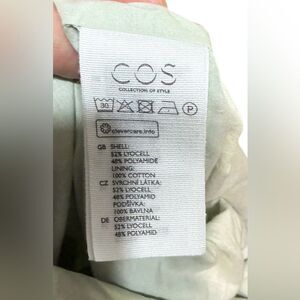 COS
COLLECTION OF STYLE
30 P
clevercare.info
GB SHELL:
52% LYOCELL
48% POLYAMIDE
LINING:
100% COTTON
CZ SVRCHNÍ LÁTKA:
52% LYOCELL
48% POLYAMID
PODŠÍVKA:
100% BAVLNA
DE OBERMATERIAL:
52% LYOCELL
48% POLYAMID